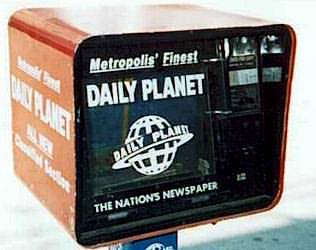 Metropolis' Finest
DAILY PLANET
ALL NEW
Classified Section
Metropolis' Finest
DAILY PLANET
DAILY PLANET
THE NATION'S NEWSPAPER